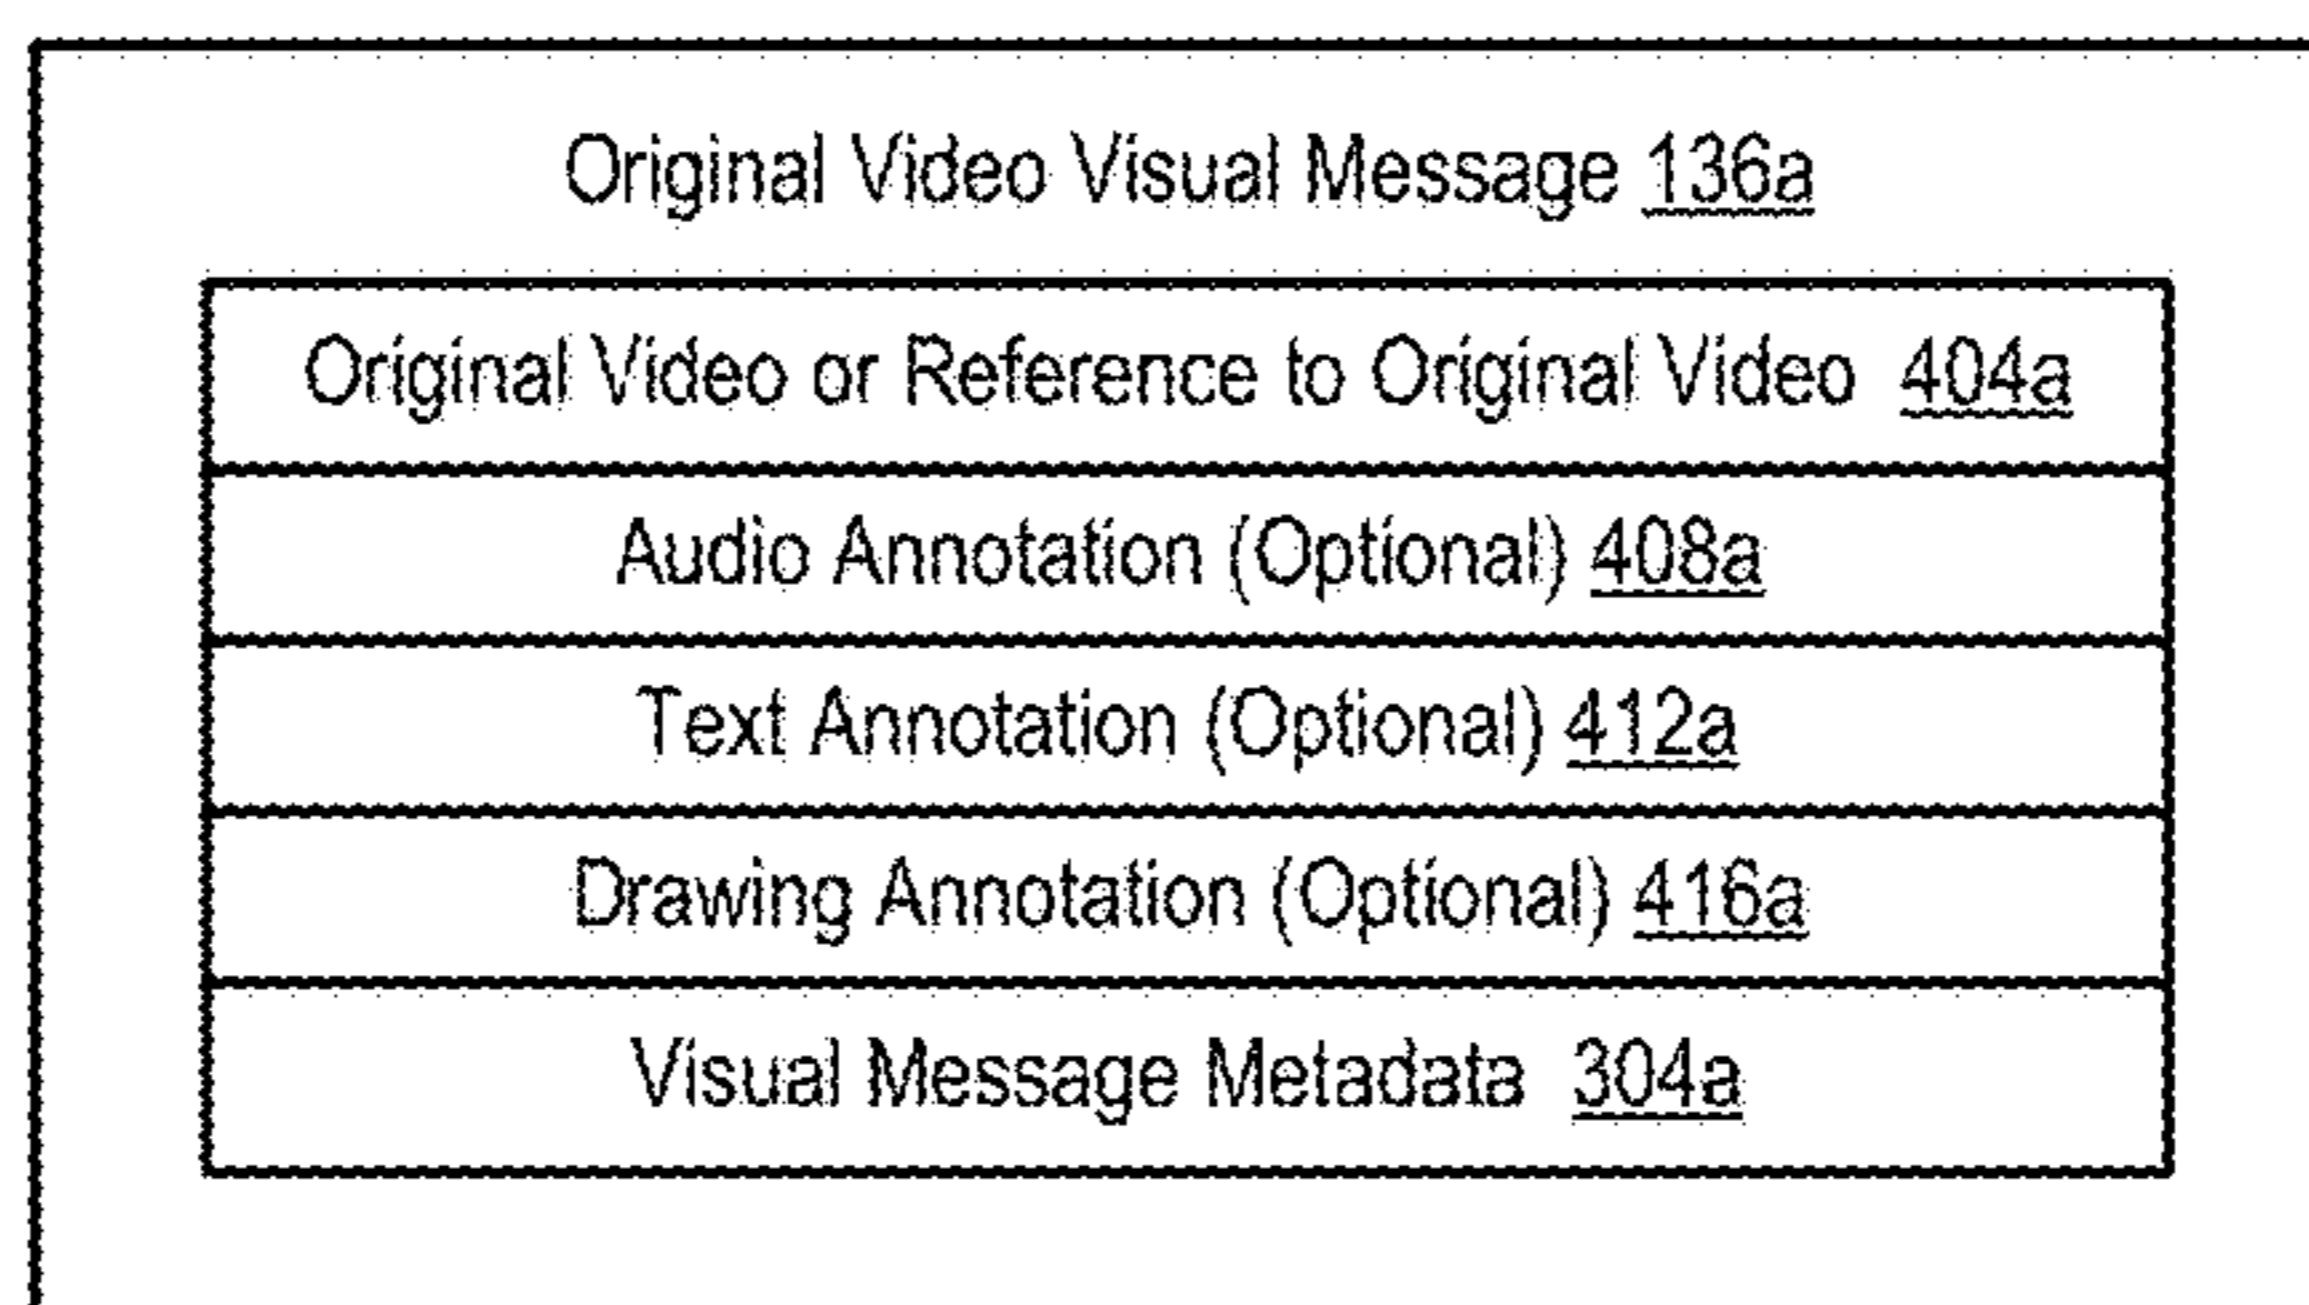 Original Video Visual Message 136a
Original Video or Reference to Original Video 404a
Audio Annotation (Optional) 408a
Text Annotation (Optional) 412a
Drawing Annotation (Optional) 416a
Visual Message Metadata 304a